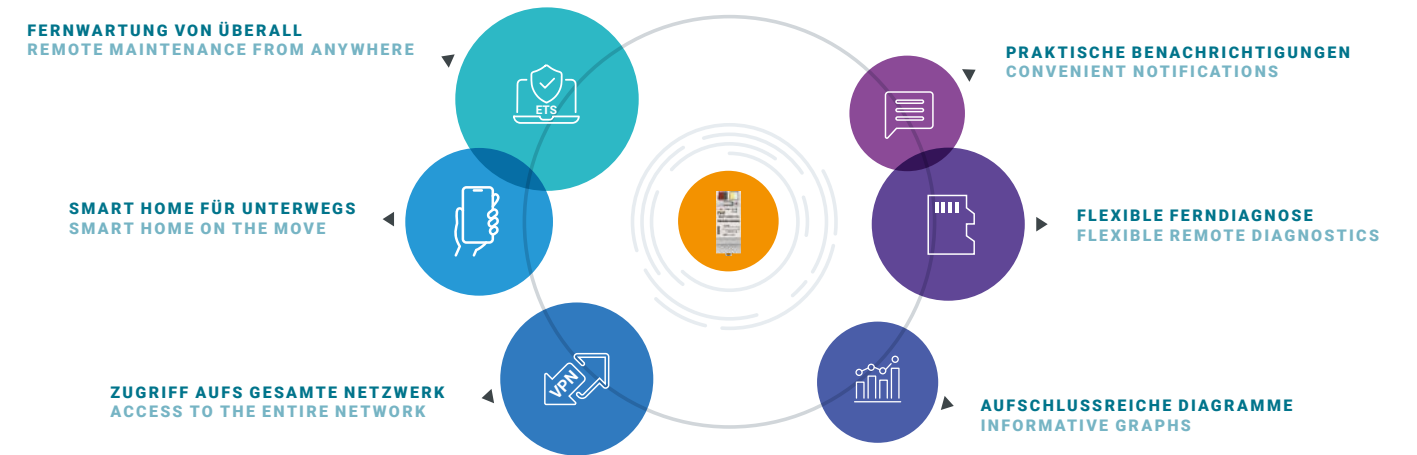 FERNWARTUNG VON ÜBERALL
REMOTE MAINTENANCE FROM ANYWHERE
ETS
PRAKTISCHE BENACHRICHTIGUNGEN
CONVENIENT NOTIFICATIONS
SMART HOME FÜR UNTERWEGS
SMART HOME ON THE MOVE
FLEXIBLE FERNDIAGNOSE
FLEXIBLE REMOTE DIAGNOSTICS
ZUGRIFF AUFS GESAMTE NETZWERK
ACCESS TO THE ENTIRE NETWORK
VPN
AUFSCHLUSSREICHE DIAGRAMME
INFORMATIVE GRAPHS